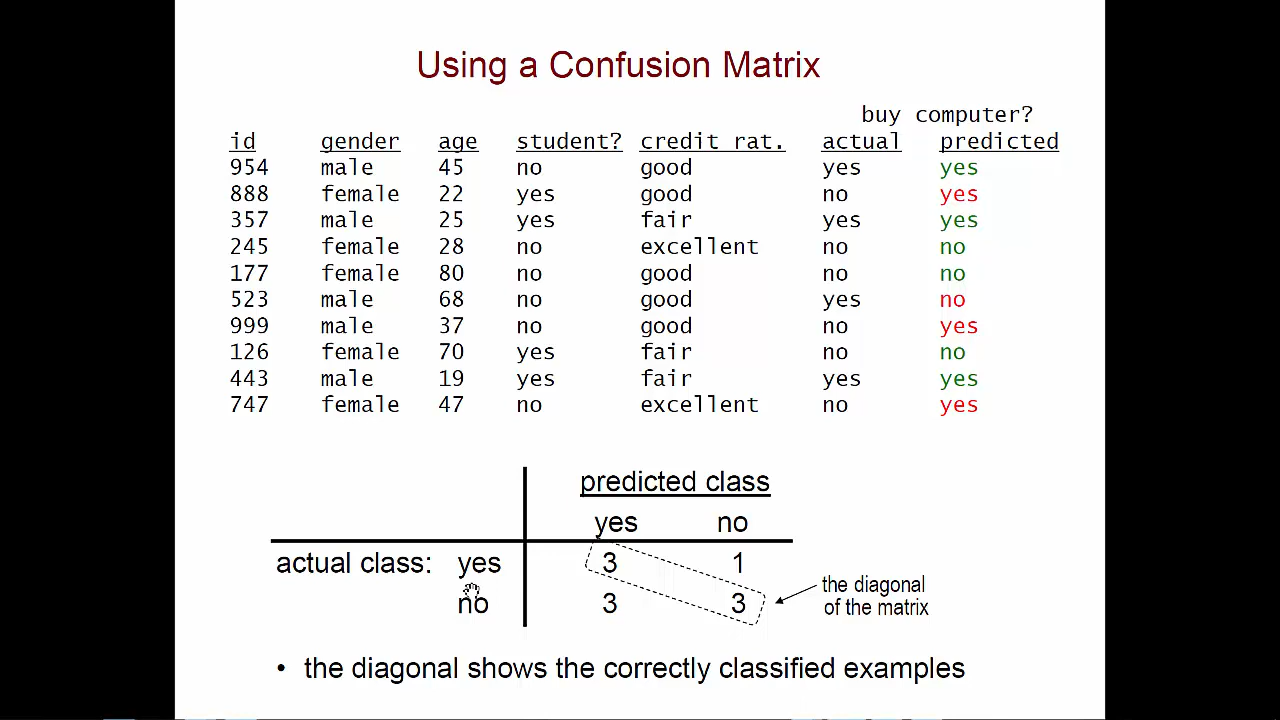 Using a Confusion Matrix
buy computer?
id gender age student? credit rat. actual predicted
954 male 45 no good yes yes
888 female 22 yes good no yes
357 male 25 yes fair yes yes
245 female 28 no excellent no no
177 female 80 no good no no
523 male 68 no good yes no
999 male 37 no good no yes
126 female 70 yes fair no no
443 male 19 yes fair yes yes
747 female 47 no excellent no yes
predicted class
yes no
actual class: yes 3 1
no 3 3
the diagonal
of the matrix
• the diagonal shows the correctly classified examples